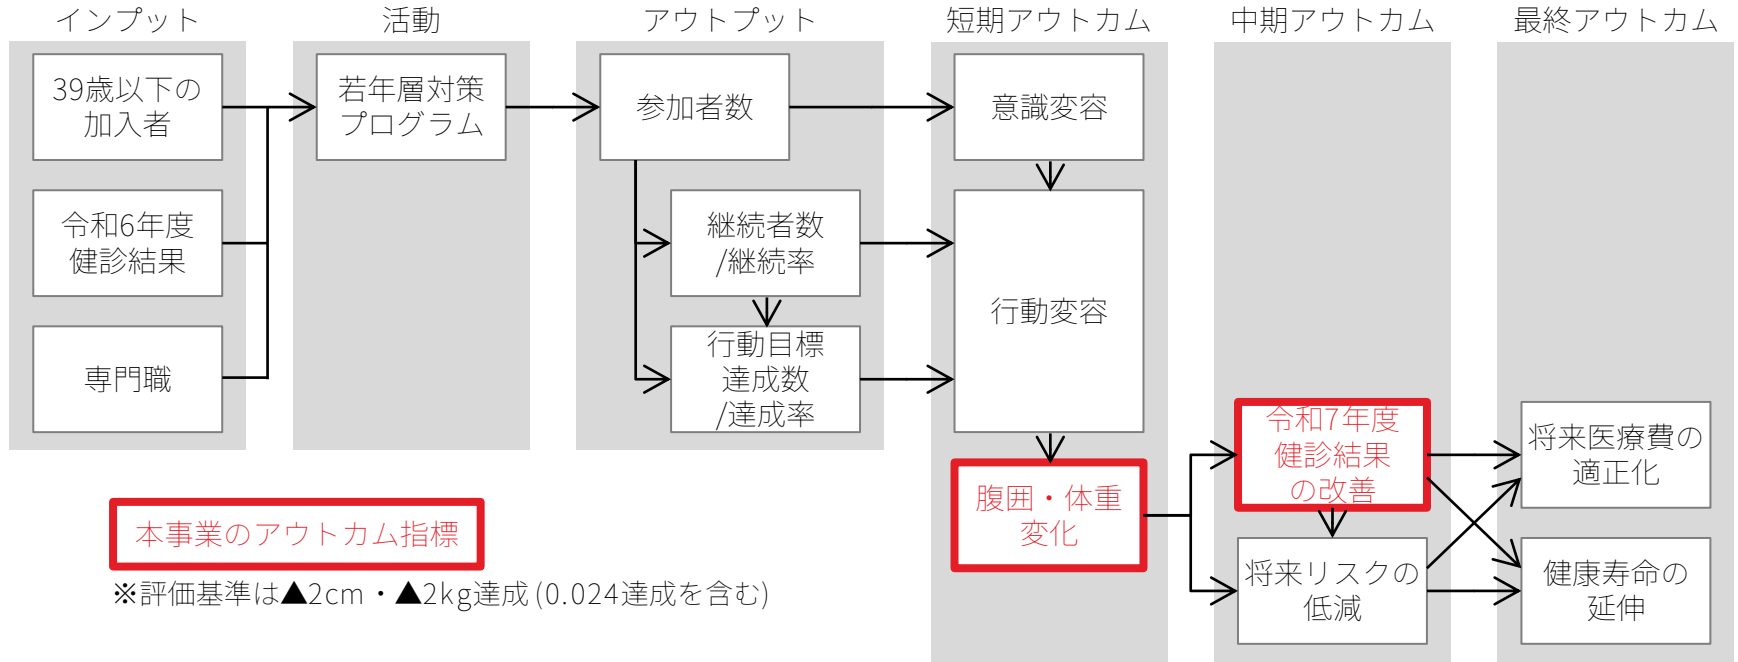 インプット
活動
アウトプット
短期アウトカム
中期アウトカム
最終アウトカム
39歳以下の
加入者
令和6年度
健診結果
専門職
若年層対策
プログラム
参加者数
継続者数
/継続率
行動目標
達成数
/達成率
意識変容
行動変容
腹囲・体重
変化
令和7年度
健診結果
の改善
将来リスクの
低減
将来医療費の
適正化
健康寿命の
延伸
本事業のアウトカム指標
※評価基準は▲2cm・▲2kg達成(0.024達成を含む)